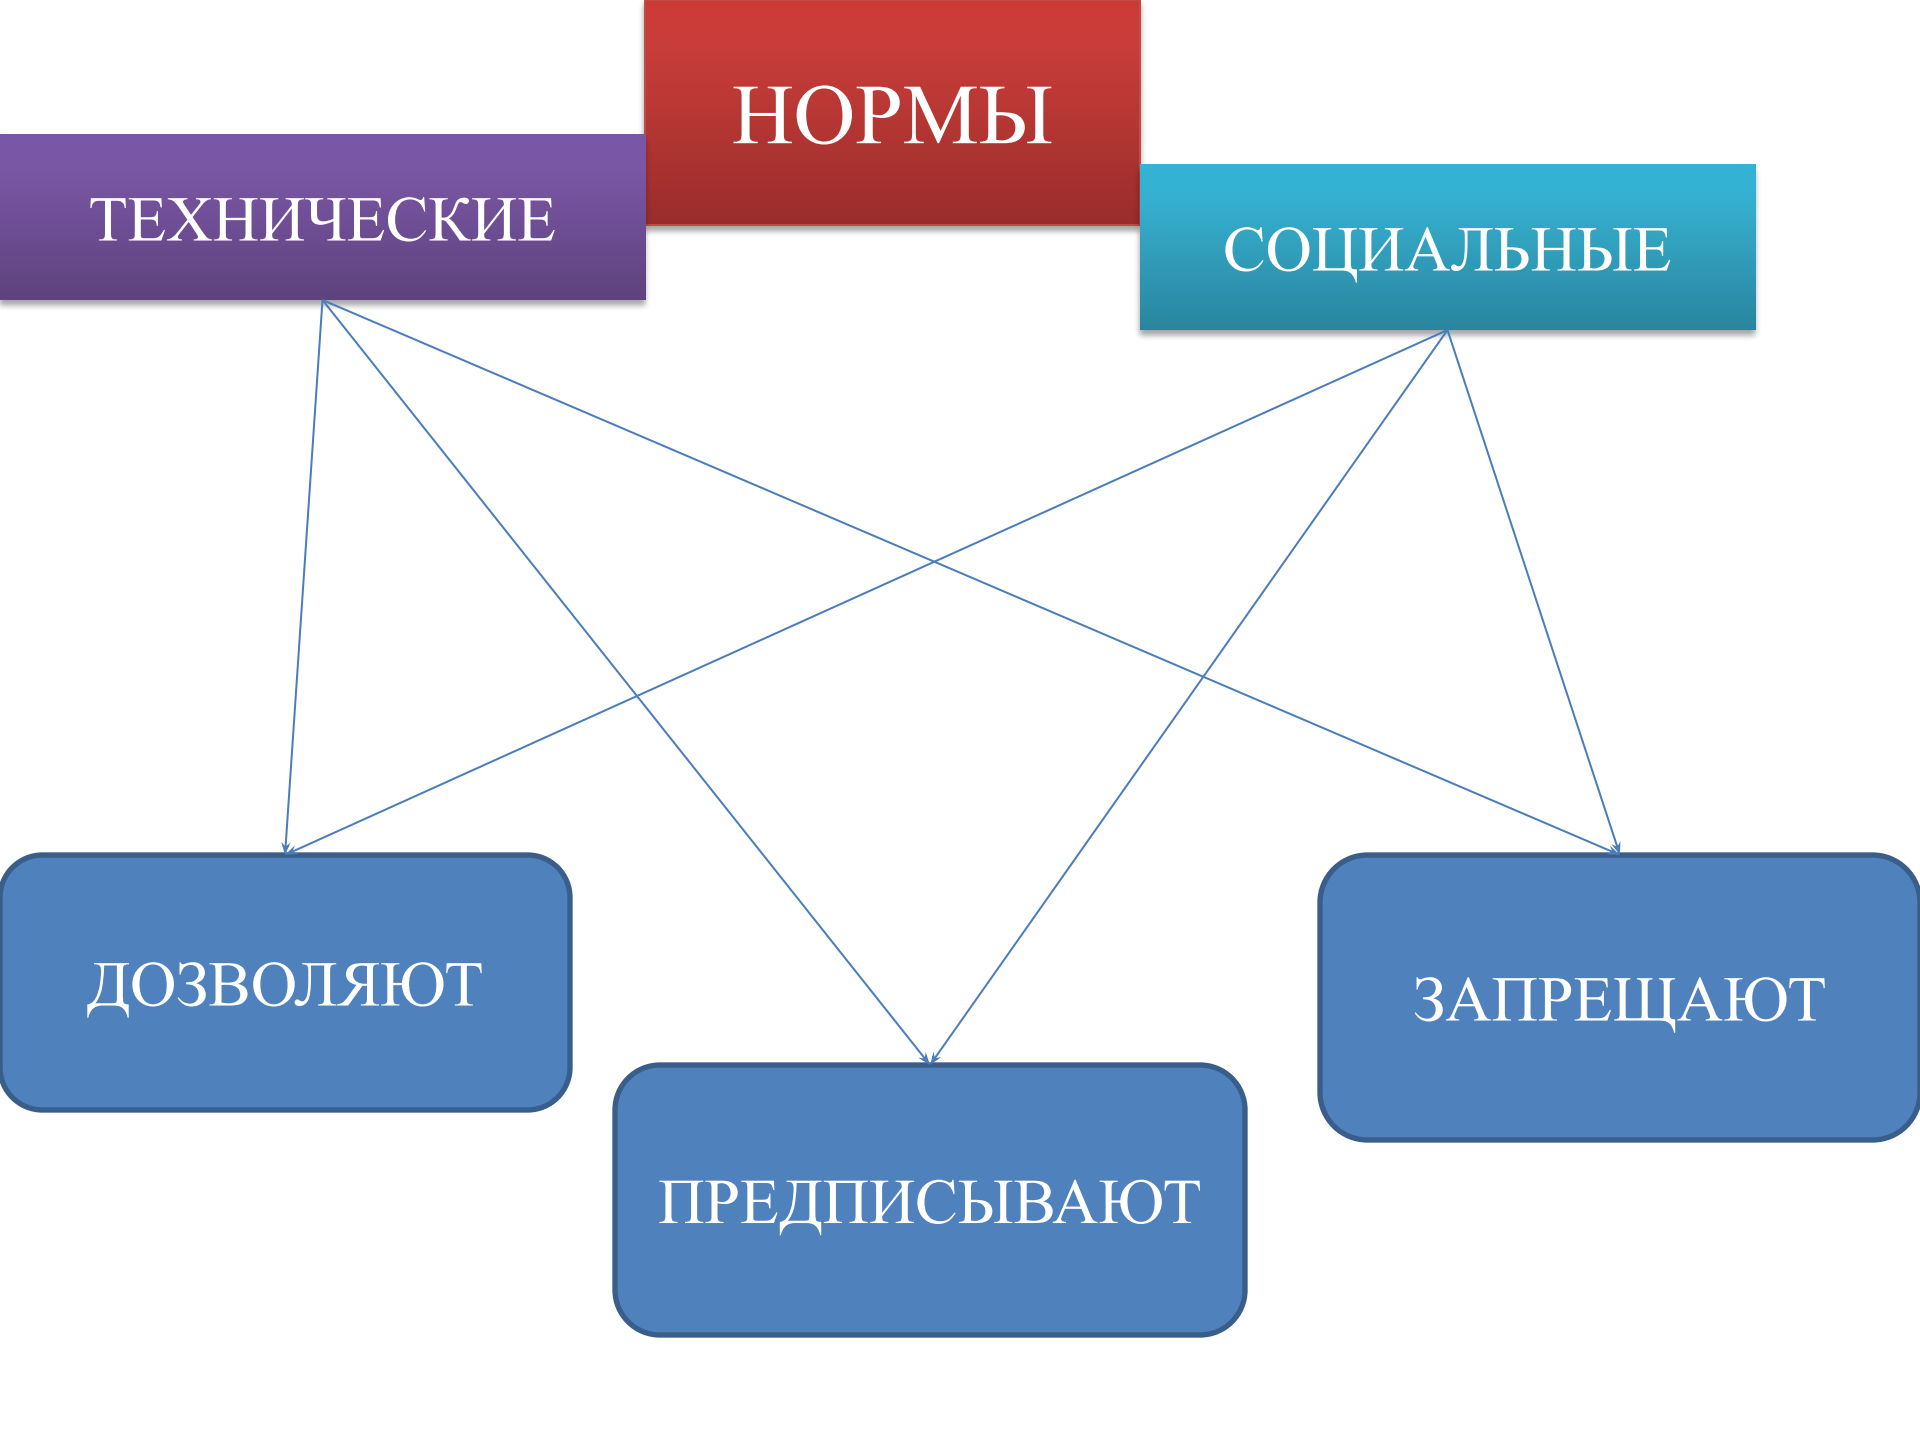 НОРМЫ
ТЕХНИЧЕСКИЕ
СОЦИАЛЬНЫЕ
ДОЗВОЛЯЮТ
ЗАПРЕЩАЮТ
ПРЕДПИСЫВАЮТ